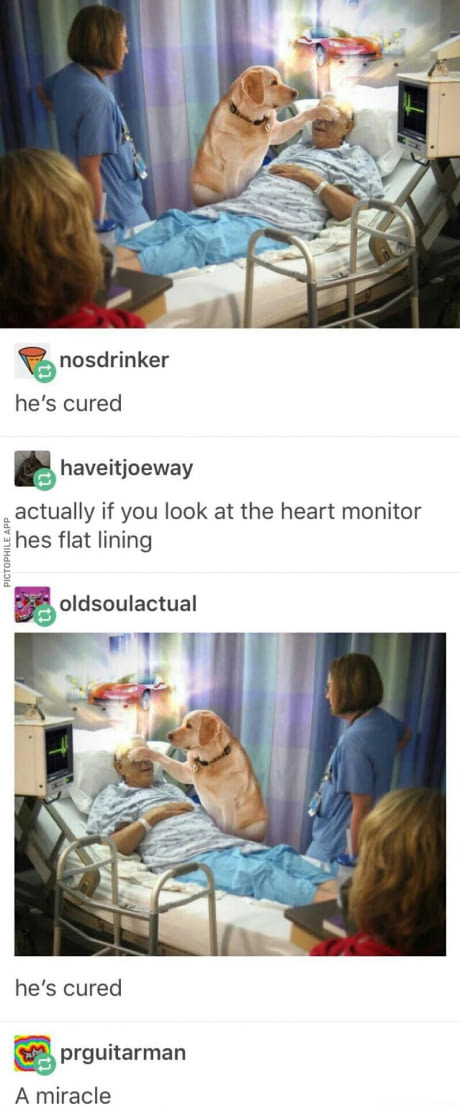 nosdrinker
he's cured
haveitjoeway
actually if you look at the heart monitor
hes flat lining
PICTOPHILE APP
oldsoulactual
he's cured
prguitarman
A miracle